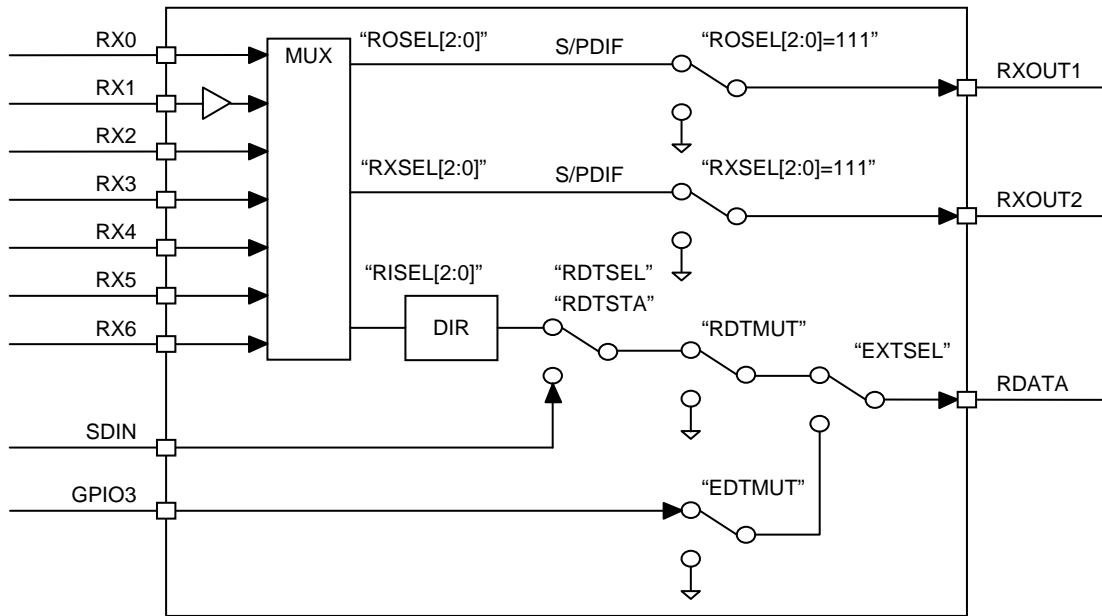 RX0
RX1
RX2
RX3
RX4
RX5
RX6
SDIN
GPIO3
MUX
“ROSEL[2:0]”
S/PDIF
“ROSEL[2:0]=111”
RXOUT1
“RXSEL[2:0]”
S/PDIF
“RXSEL[2:0]=111”
RXOUT2
“RISEL[2:0]”
DIR
“RDTSEL”
“RDTSTA”
“RDTMUT”
“EXTSEL”
RDATA
“EDTMUT”